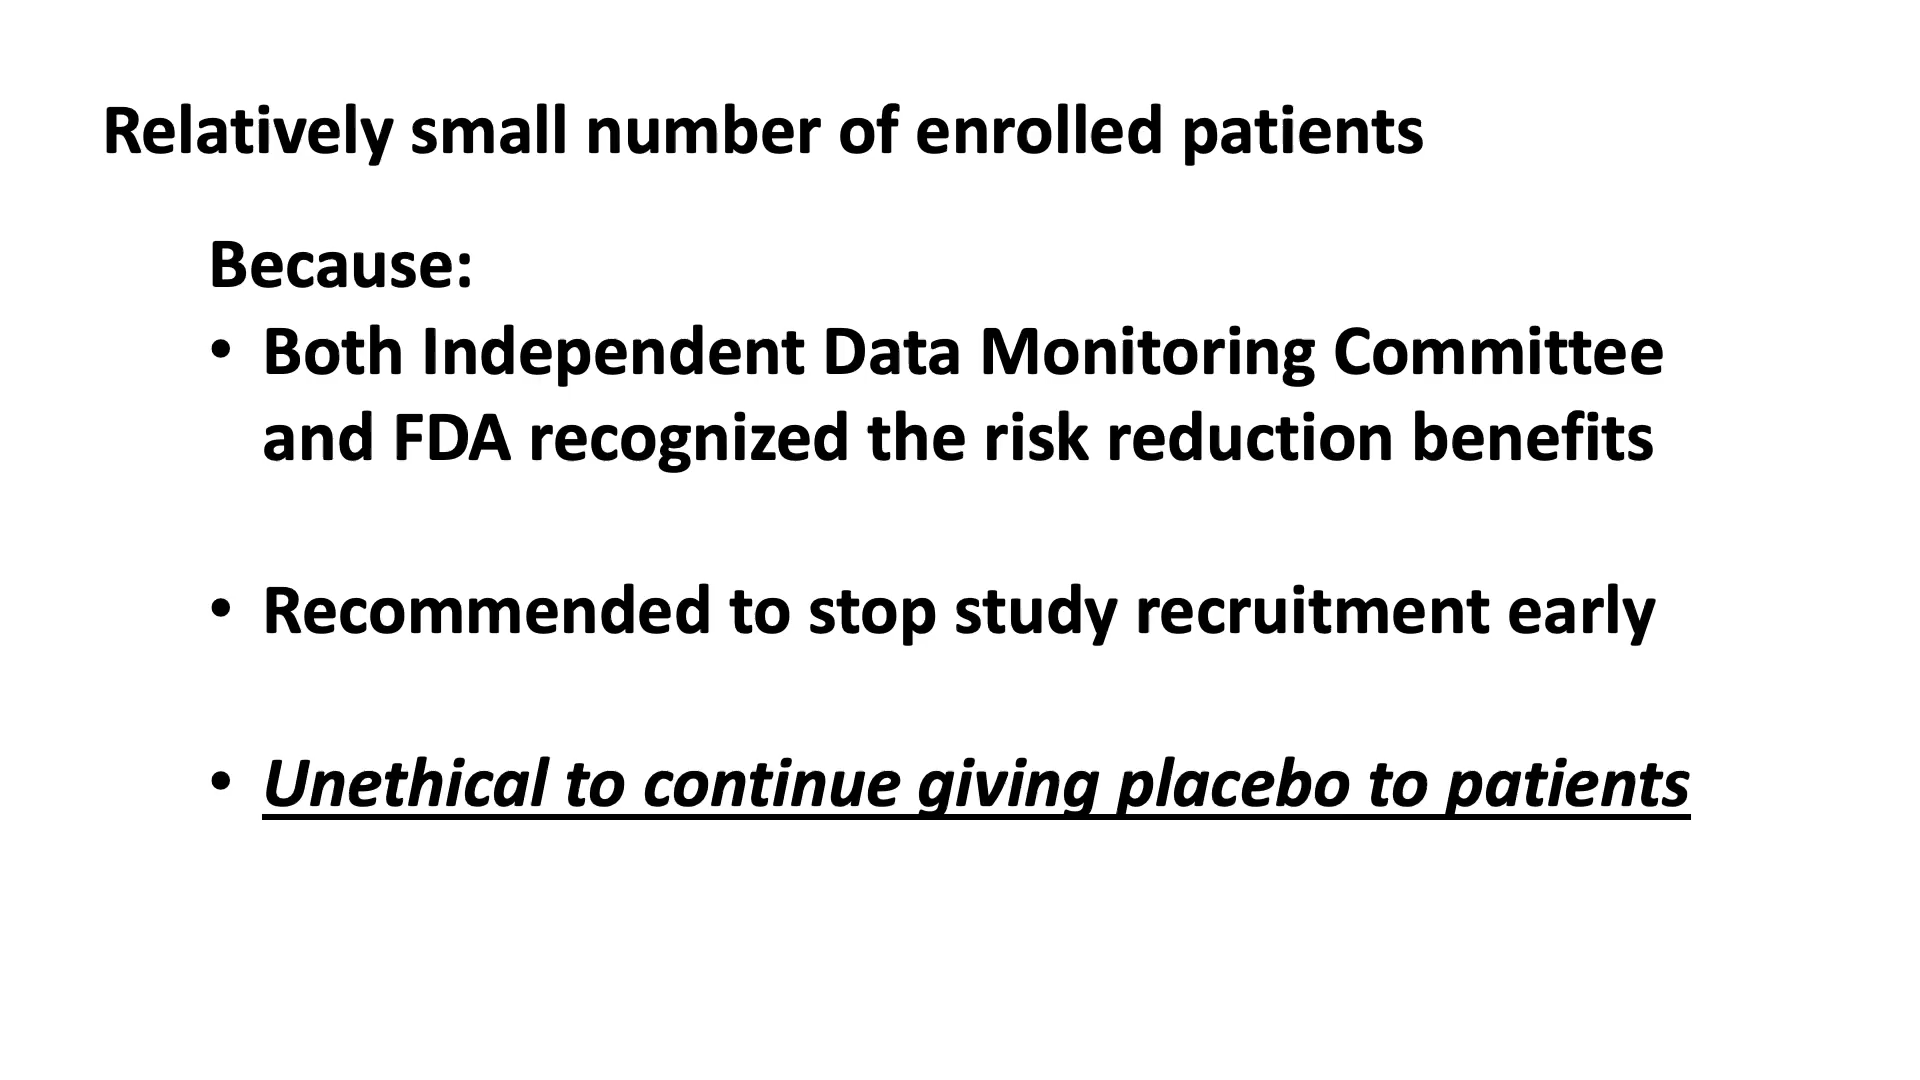 Relatively small number of enrolled patients
Because:
• Both Independent Data Monitoring Committee
and FDA recognized the risk reduction benefits
• Recommended to stop study recruitment early
• Unethical to continue giving placebo to patients